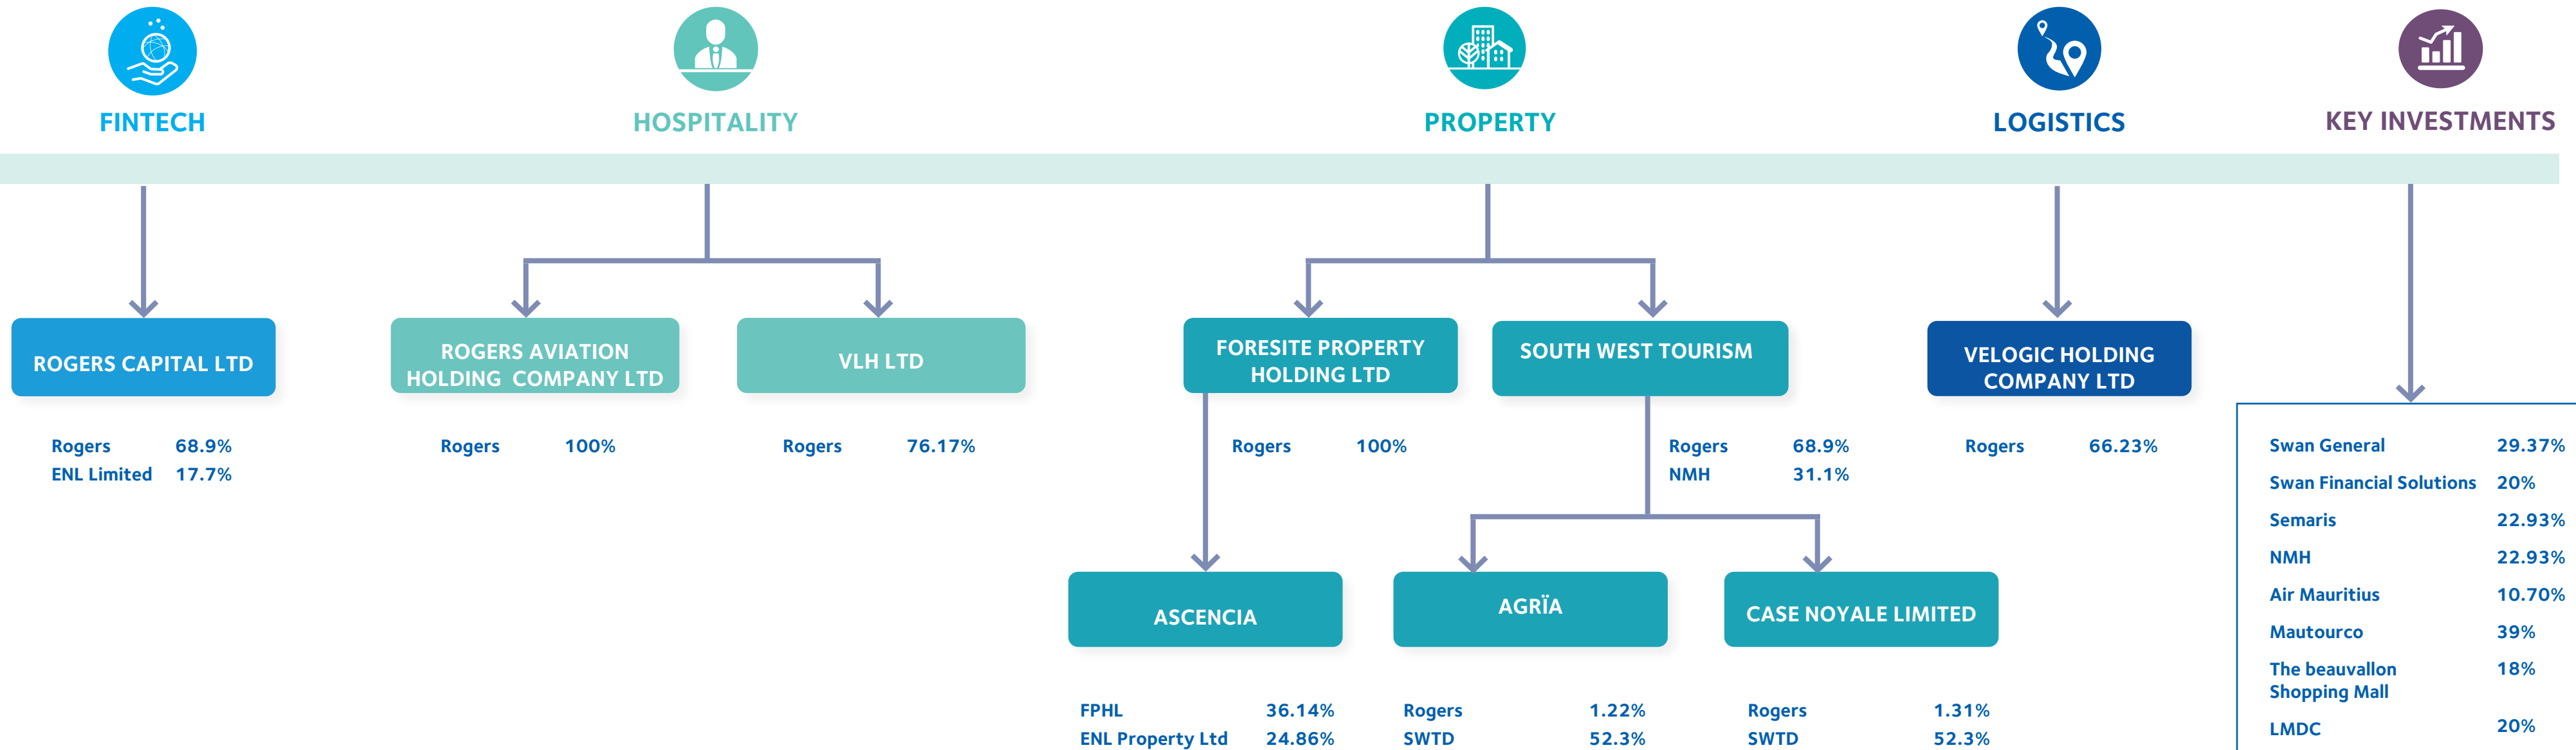 FINTECH
HOSPITALITY
PROPERTY
LOGISTICS
KEY INVESTMENTS
ROGERS CAPITAL LTD
Rogers 68.9%
ENL Limited 17.7%
ROGERS AVIATION
HOLDING COMPANY LTD
Rogers 100%
VLH LTD
Rogers 76.17%
FORESITE PROPERTY
HOLDING LTD
Rogers 100%
SOUTH WEST TOURISM
Rogers 68.9%
NMH 31.1%
ASCENCIA
FPHL 36.14%
ENL Property Ltd 24.86%
AGRÏA
Rogers 1.22%
SWTD 52.3%
CASE NOYALE LIMITED
Rogers 1.31%
SWTD 52.3%
VELOGIC HOLDING
COMPANY LTD
Rogers 66.23%
Swan General 29.37%
Swan Financial Solutions 20%
Semaris 22.93%
NMH 22.93%
Air Mauritius 10.70%
Mautourco 39%
The beauvallon 18%
Shopping Mall
LMDC 20%